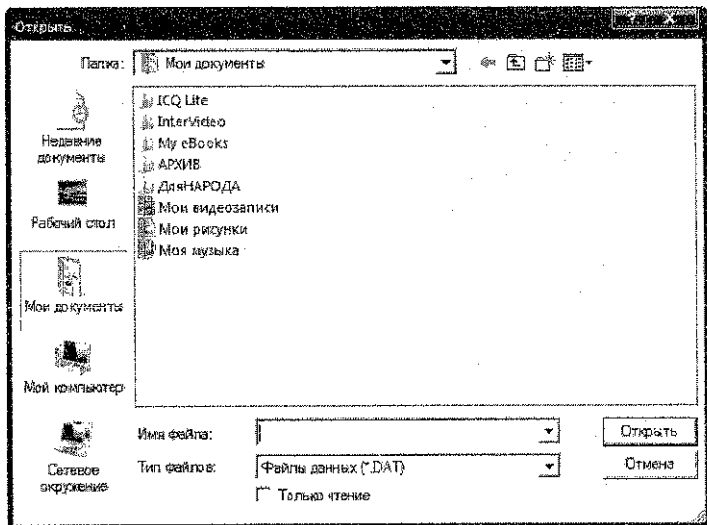 Открыть
Папка: Мои документы
ICQ Lite
InterVideo
My eBooks
АРХИВ
ДляНАРОДА
Мои видеозаписи
Мои рисунки
Моя музыка
Недавние
документы
Рабочий стол
Мои документы
Мой компьютер
Сетевое
окружение
Имя файла:
Открыть
Тип файлов: Файлы данных (*.DAT)
Отмена
Только чтение